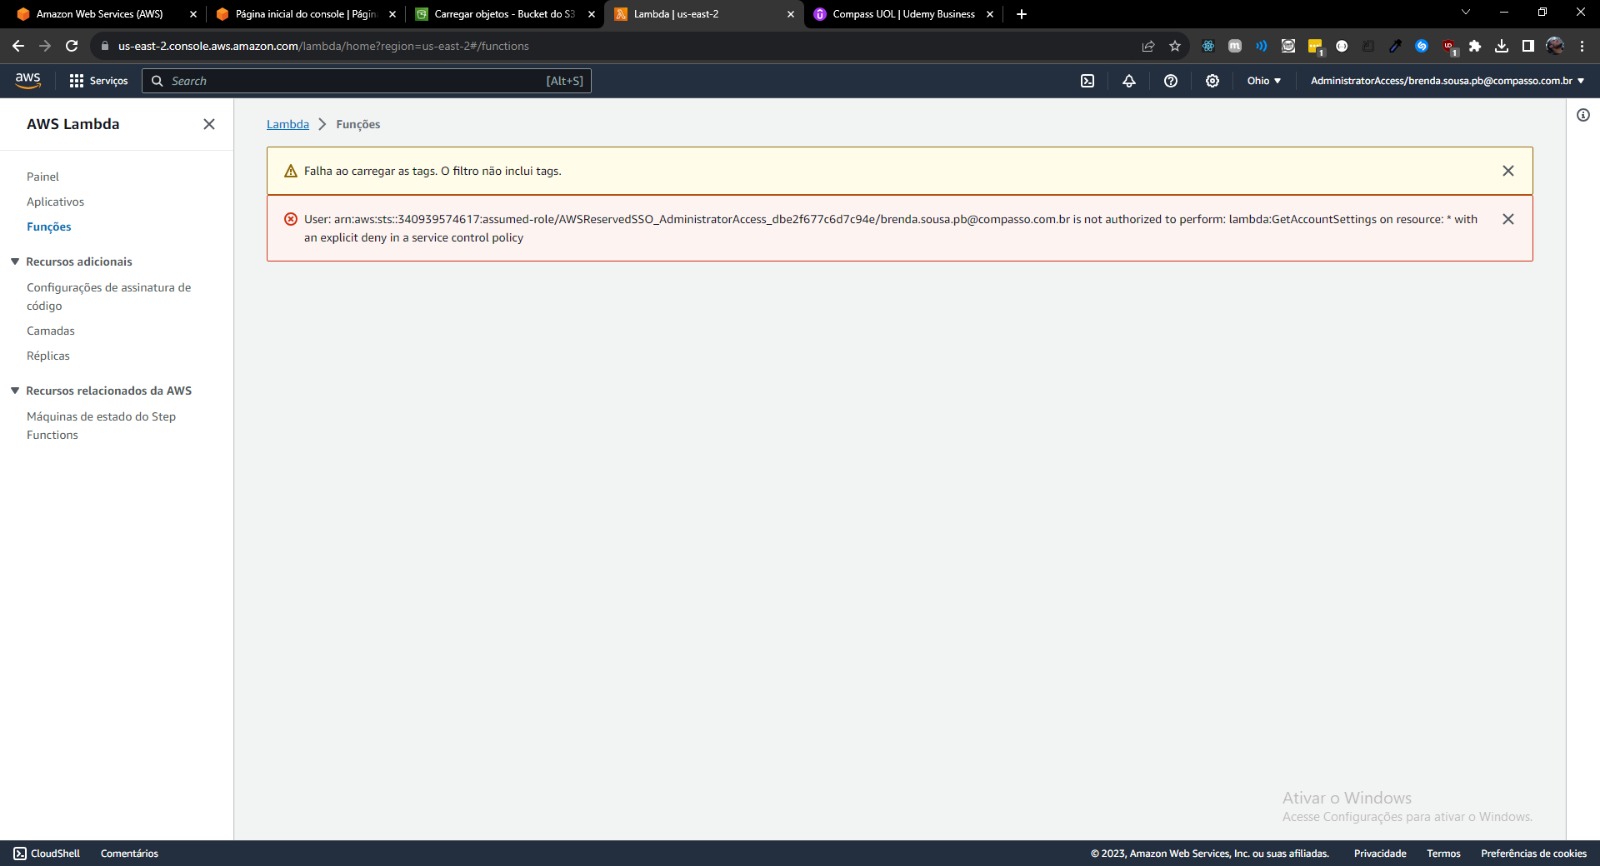 Amazon Web Services (AWS)
Página inicial do console | Página
Carregar objetos - Bucket do S3
Lambda | us-east-2
Compass UOL | Udemy Business
us-east-2.console.aws.amazon.com/lambda/home?region=us-east-2#/functions
aws
Serviços
Search
[Alt+S]
Ohio
AdministratorAccess/brenda.sousa.pb@compasso.com.br
AWS Lambda
Painel
Aplicativos
Funções
Recursos adicionais
Configurações de assinatura de
código
Camadas
Réplicas
Recursos relacionados da AWS
Máquinas de estado do Step
Functions
Lambda > Funções
Falha ao carregar as tags. O filtro não inclui tags.
User: arn:aws:sts::340939574617:assumed-role/AWSReservedSSO_AdministratorAccess_dbe2f677c6d7c94e/brenda.sousa.pb@compasso.com.br is not authorized to perform: lambda:GetAccountSettings on resource: * with
an explicit deny in a service control policy
Ativar o Windows
Acesse Configurações para ativar o Windows.
CloudShell
Comentários
© 2023, Amazon Web Services, Inc. ou suas afiliadas.
Privacidade
Termos
Preferências de cookies